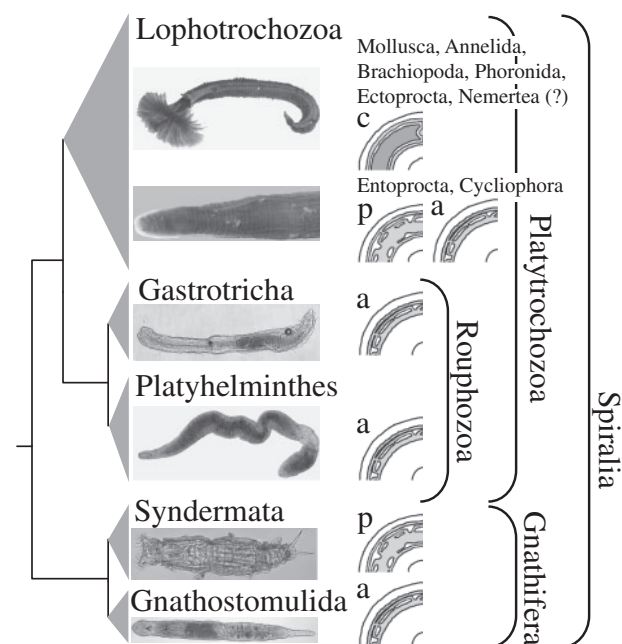 Lophotrochozoa
Mollusca, Annelida,
Brachiopoda, Phoronida,
Ectoprocta, Nemertea (?)
c
Entoprocta, Cycliophora
p
a
Gastrotricha
a
Platyhelminthes
a
Syndermata
p
Gnathostomulida
a
Rouphozoa
Platytrochozoa
Gnathifera
Spiralia